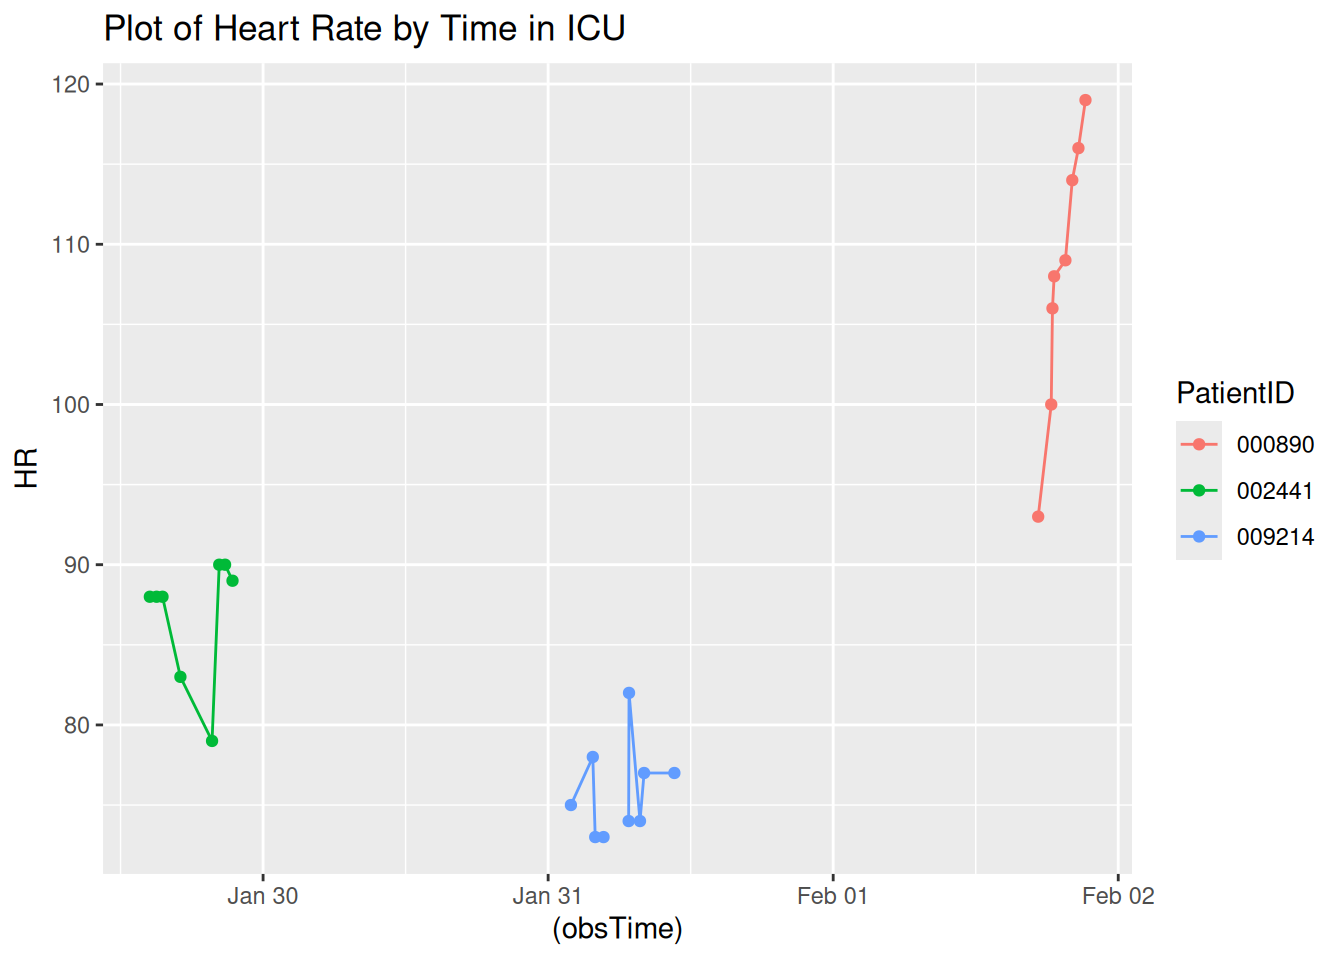 Plot of Heart Rate by Time in ICU
120
110
100
90
80
HR
Jan 30 Jan 31 Feb 01 Feb 02
(obsTime)
PatientID
000890
002441
009214